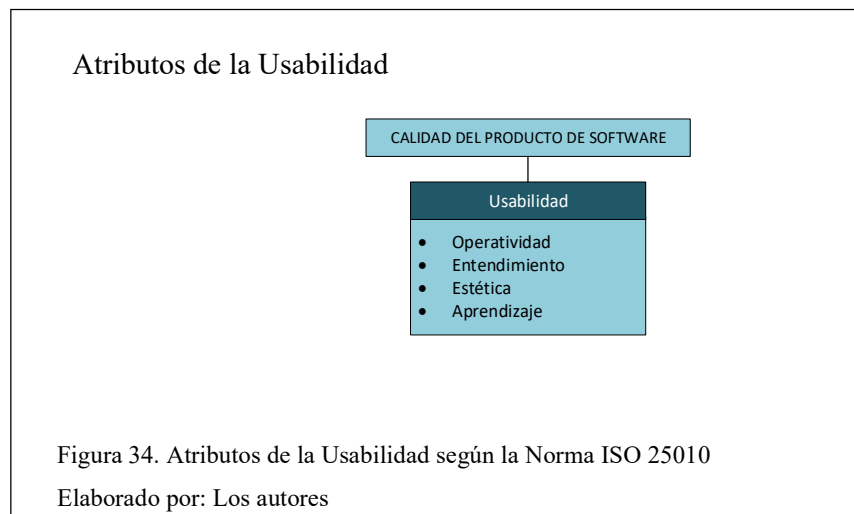 Atributos de la Usabilidad
CALIDAD DEL PRODUCTO DE SOFTWARE
Usabilidad
• Operatividad
• Entendimiento
• Estética
• Aprendizaje
Figura 34. Atributos de la Usabilidad según la Norma ISO 25010
Elaborado por: Los autores